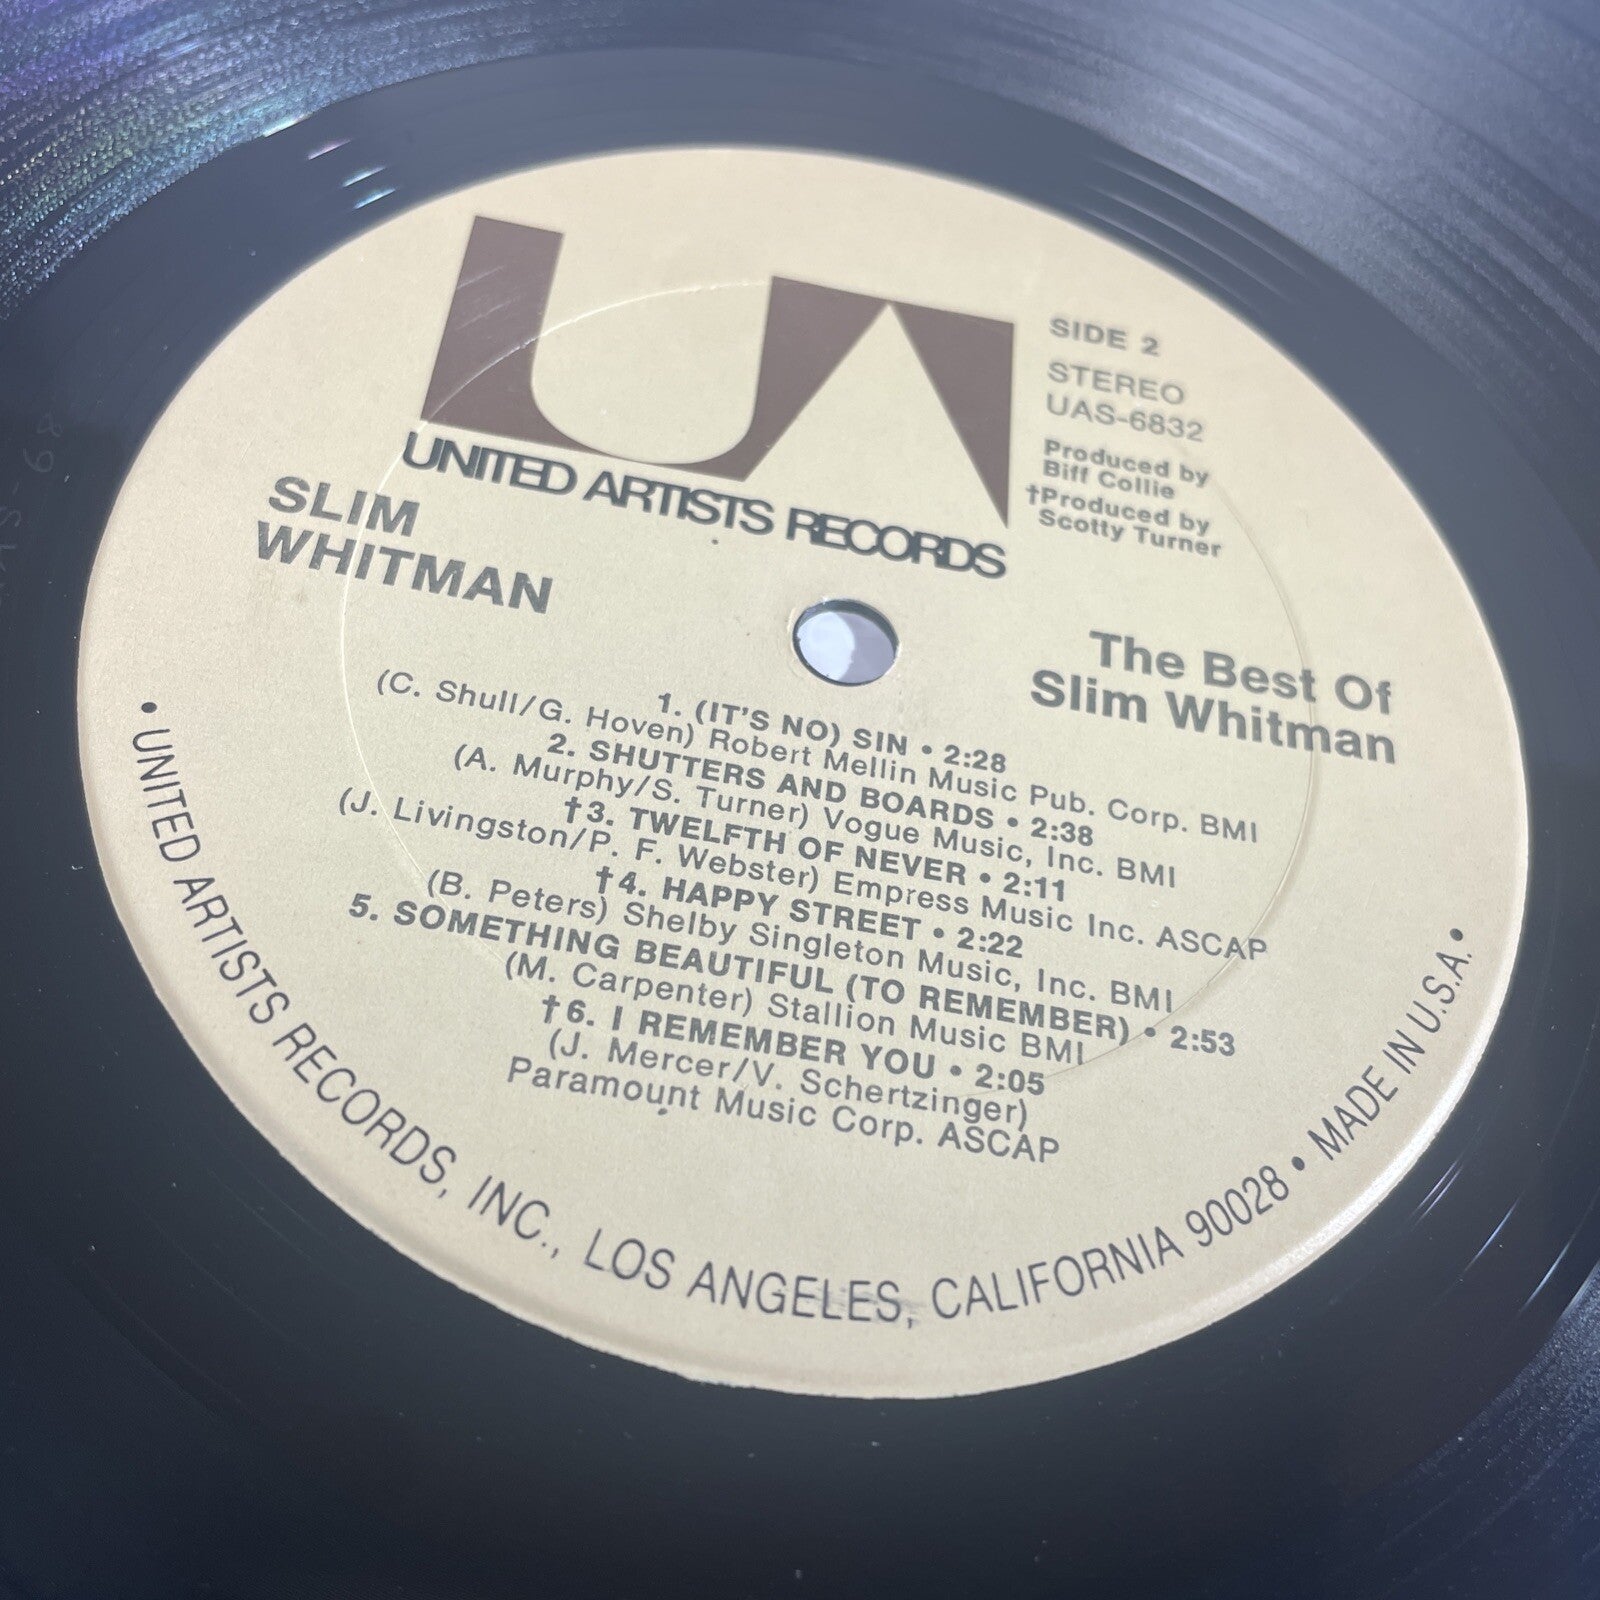 UNITED ARTISTS RECORDS
SIDE 2
STEREO
UAS-6832
Produced by
Biff Collie
†Produced by
Scotty Turner
SLIM
WHITMAN
The Best Of
Slim Whitman
1. (IT'S NO) SIN • 2:28
(C. Shull/G. Hoven) Robert Mellin Music Pub. Corp. BMI
2. SHUTTERS AND BOARDS • 2:38
(A. Murphy/S. Turner) Vogue Music, Inc. BMI
†3. TWELFTH OF NEVER • 2:11
(J. Livingston/P. F. Webster) Empress Music Inc. ASCAP
†4. HAPPY STREET • 2:22
(B. Peters) Shelby Singleton Music, Inc. BMI
5. SOMETHING BEAUTIFUL (TO REMEMBER) • 2:53
(M. Carpenter) Stallion Music BMI
†6. I REMEMBER YOU • 2:05
(J. Mercer/V. Schertzinger)
Paramount Music Corp. ASCAP
• UNITED ARTISTS RECORDS, INC., LOS ANGELES, CALIFORNIA 90028 • MADE IN U.S.A. •